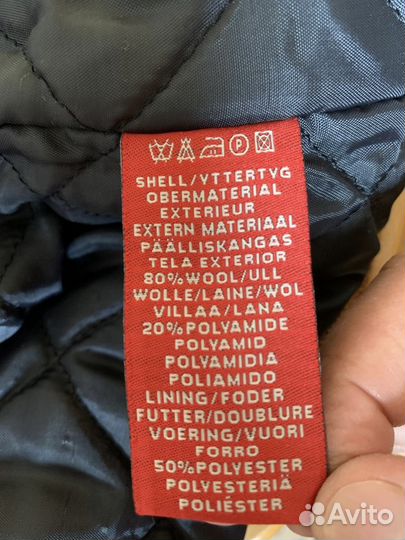 SHELL/YTTERTYG
OBERMATERIAL
EXTERIEUR
EXTERN MATERIAAL
PÄÄLLISKANGAS
TELA EXTERIOR
80%WOOL/ULL
WOLLE/LAINE/WOL
VILLAA/LANA
20%POLYAMIDE
POLYAMID
POLYAMIDIA
POLIAMIDO
LINING/FODER
FUTTER/DOUBLURE
VOERING/VUORI
FORRO
50%POLYESTER
POLYESTERIÄ
POLIÉSTER
Avito